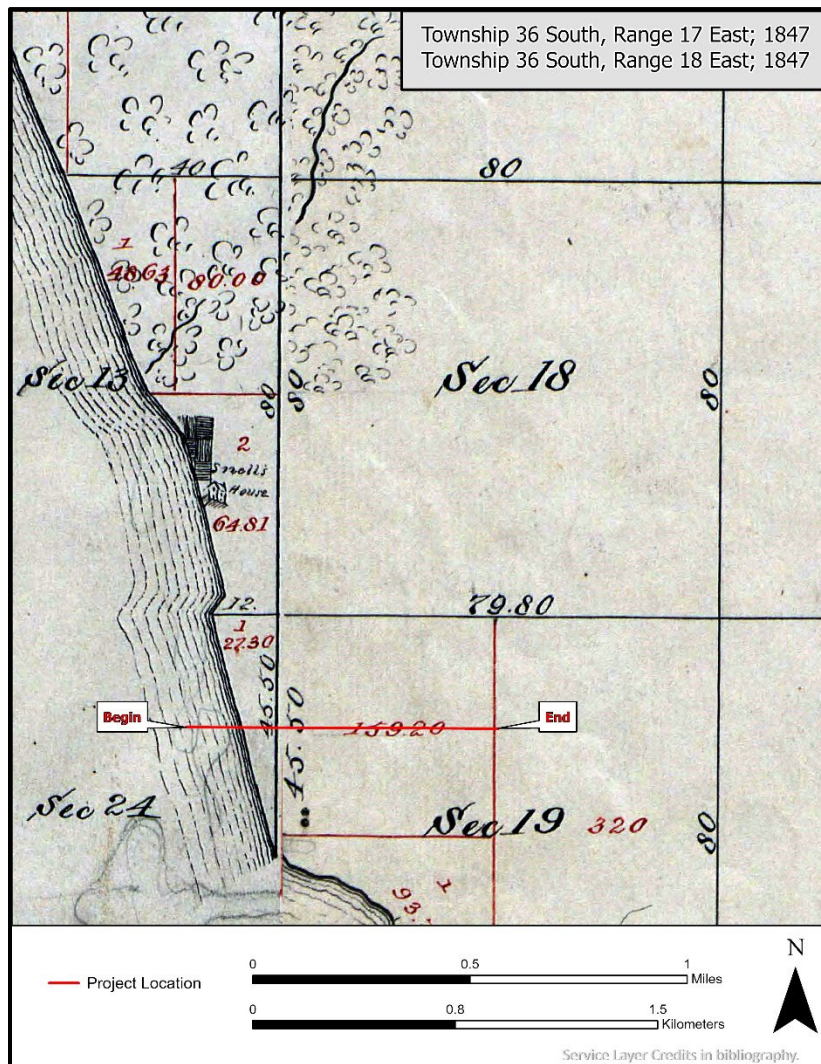 Township 36 South, Range 17 East; 1847
Township 36 South, Range 18 East; 1847
40
80
1
48.64
80.00
Sec 13
80
80
Sec 18
80
2
Snell's
House
64.81
12.
79.80
1
27.30
45.50
45.50
Begin
159.20
End
Sec 24
Sec 19
320
80
1
93.
N
Project Location
0
0.5
1
Miles
0
0.8
1.5
Kilometers
Service Layer Credits in bibliography.